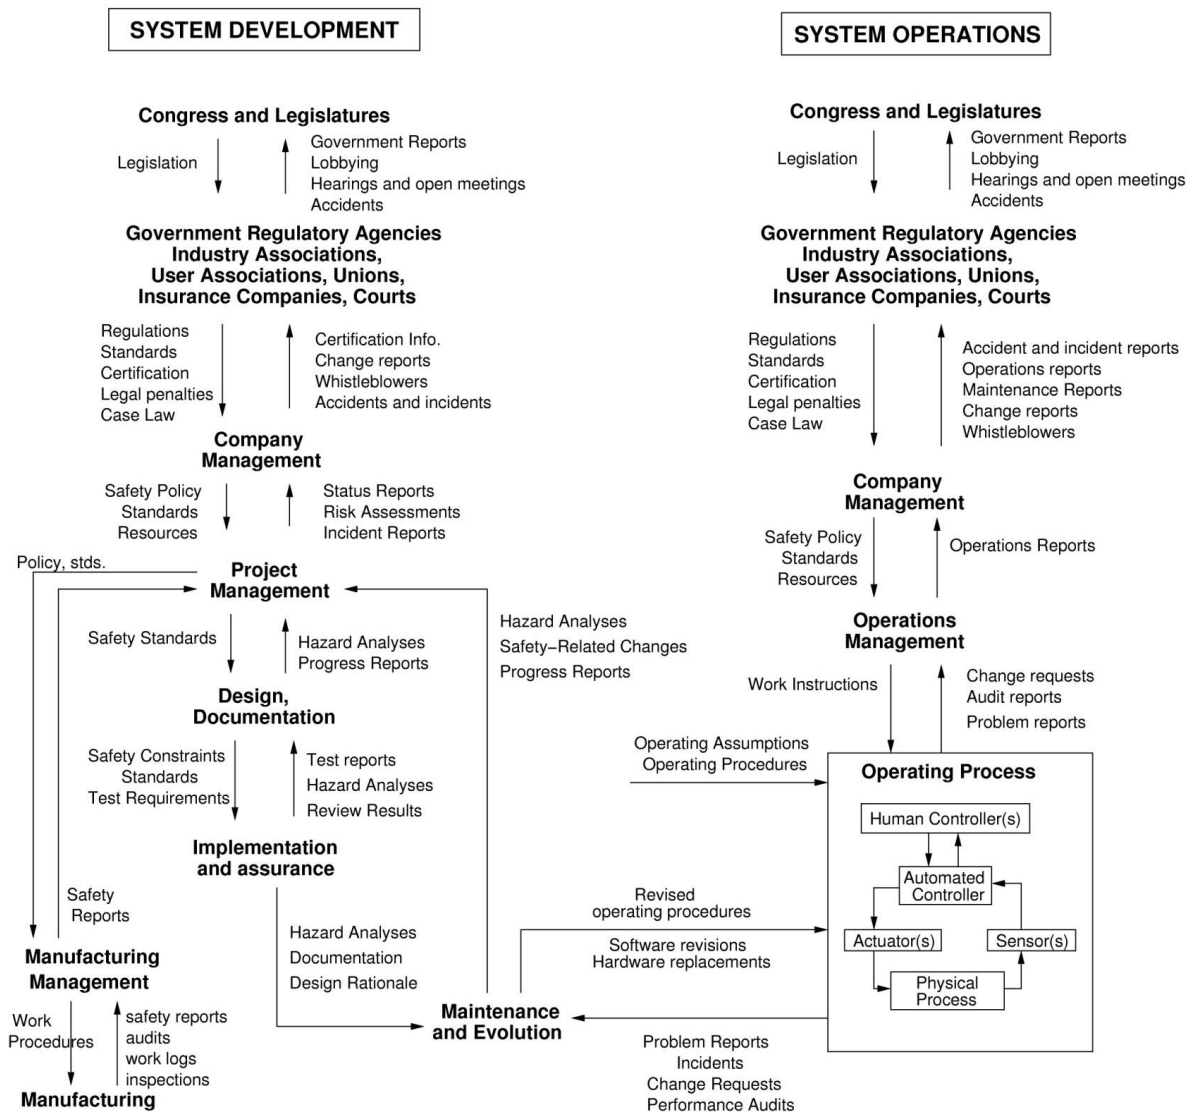 SYSTEM DEVELOPMENT
Congress and Legislatures
Legislation
Government Reports
Lobbying
Hearings and open meetings
Accidents
Government Regulatory Agencies
Industry Associations,
User Associations, Unions,
Insurance Companies, Courts
Regulations
Standards
Certification
Legal penalties
Case Law
Certification Info.
Change reports
Whistleblowers
Accidents and incidents
Company
Management
Safety Policy
Standards
Resources
Status Reports
Risk Assessments
Incident Reports
Policy, stds.
Project
Management
Safety Standards
Hazard Analyses
Progress Reports
Hazard Analyses
Safety−Related Changes
Progress Reports
Design,
Documentation
Safety Constraints
Standards
Test Requirements
Test reports
Hazard Analyses
Review Results
Implementation
and assurance
Safety
Reports
Hazard Analyses
Documentation
Design Rationale
Manufacturing
Management
Work
Procedures
safety reports
audits
work logs
inspections
Manufacturing
Maintenance
and Evolution
SYSTEM OPERATIONS
Congress and Legislatures
Legislation
Government Reports
Lobbying
Hearings and open meetings
Accidents
Government Regulatory Agencies
Industry Associations,
User Associations, Unions,
Insurance Companies, Courts
Regulations
Standards
Certification
Legal penalties
Case Law
Accident and incident reports
Operations reports
Maintenance Reports
Change reports
Whistleblowers
Company
Management
Safety Policy
Standards
Resources
Operations Reports
Operations
Management
Work Instructions
Change requests
Audit reports
Problem reports
Operating Assumptions
Operating Procedures
Operating Process
Human Controller(s)
Automated
Controller
Actuator(s)
Sensor(s)
Physical
Process
Revised
operating procedures
Software revisions
Hardware replacements
Problem Reports
Incidents
Change Requests
Performance Audits